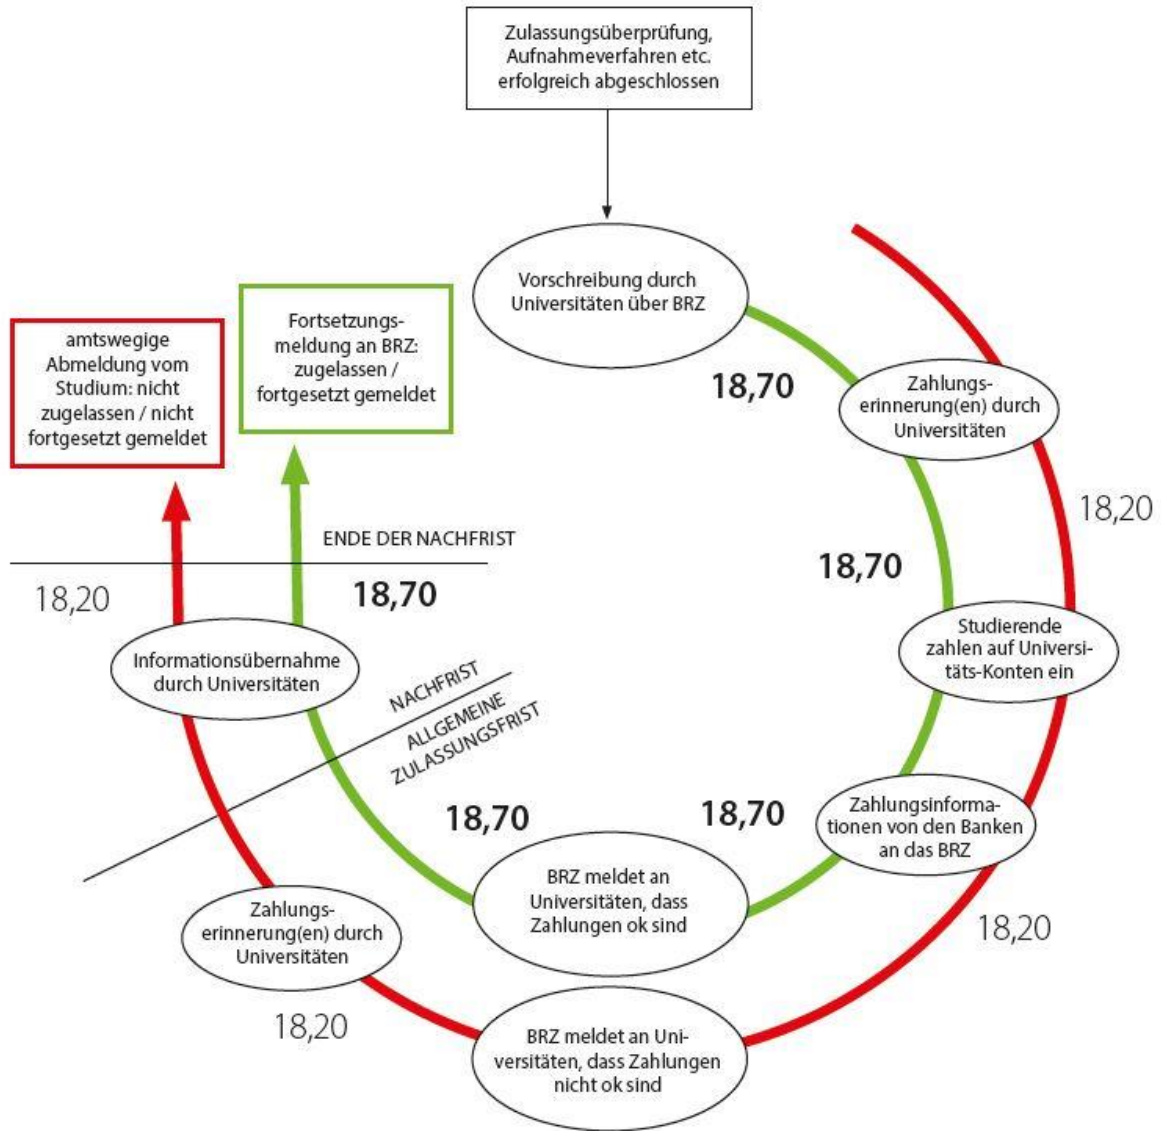 Zulassungsüberprüfung,
Aufnahmeverfahren etc.
erfolgreich abgeschlossen
Vorschreibung durch
Universitäten über BRZ
18,70
Zahlungs-
erinnerung(en) durch
Universitäten
18,20
18,70
Studierende
zahlen auf Universi-
täts-Konten ein
Zahlungsinforma-
tionen von den Banken
an das BRZ
18,20
18,70
BRZ meldet an
Universitäten, dass
Zahlungen ok sind
18,70
BRZ meldet an Uni-
versitäten, dass Zahlungen
nicht ok sind
18,20
Zahlungs-
erinnerung(en) durch
Universitäten
NACHFRIST
ALLGEMEINE
ZULASSUNGSFRIST
Informationsübernahme
durch Universitäten
18,20
18,70
ENDE DER NACHFRIST
amtswegige
Abmeldung vom
Studium: nicht
zugelassen / nicht
fortgesetzt gemeldet
Fortsetzungs-
meldung an BRZ:
zugelassen /
fortgesetzt gemeldet